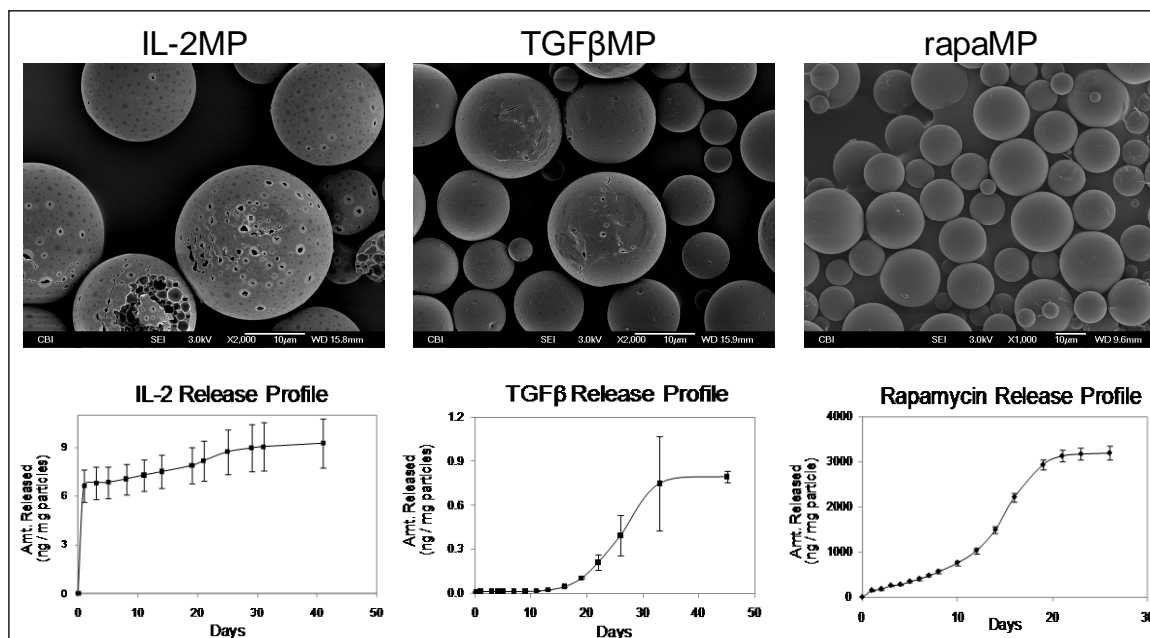 IL-2MP
TGFβMP
rapaMP
CBI SEI 3.0kV X2,000 10µm WD 15.8mm
CBI SEI 3.0kV X2,000 10µm WD 15.9mm
CBI SEI 3.0kV X1,000 10µm WD 9.6mm
IL-2 Release Profile
Amt. Released
(ng / mg particles)
9
6
3
0
0 10 20 30 40 50
Days
TGFβ Release Profile
Amt. Released
(ng / mg particles)
1.2
0.9
0.6
0.3
0.0
0 10 20 30 40 50
Days
Rapamycin Release Profile
Amt. Released
(ng / mg particle)
4000
3000
2000
1000
0
0 10 20 30
Days